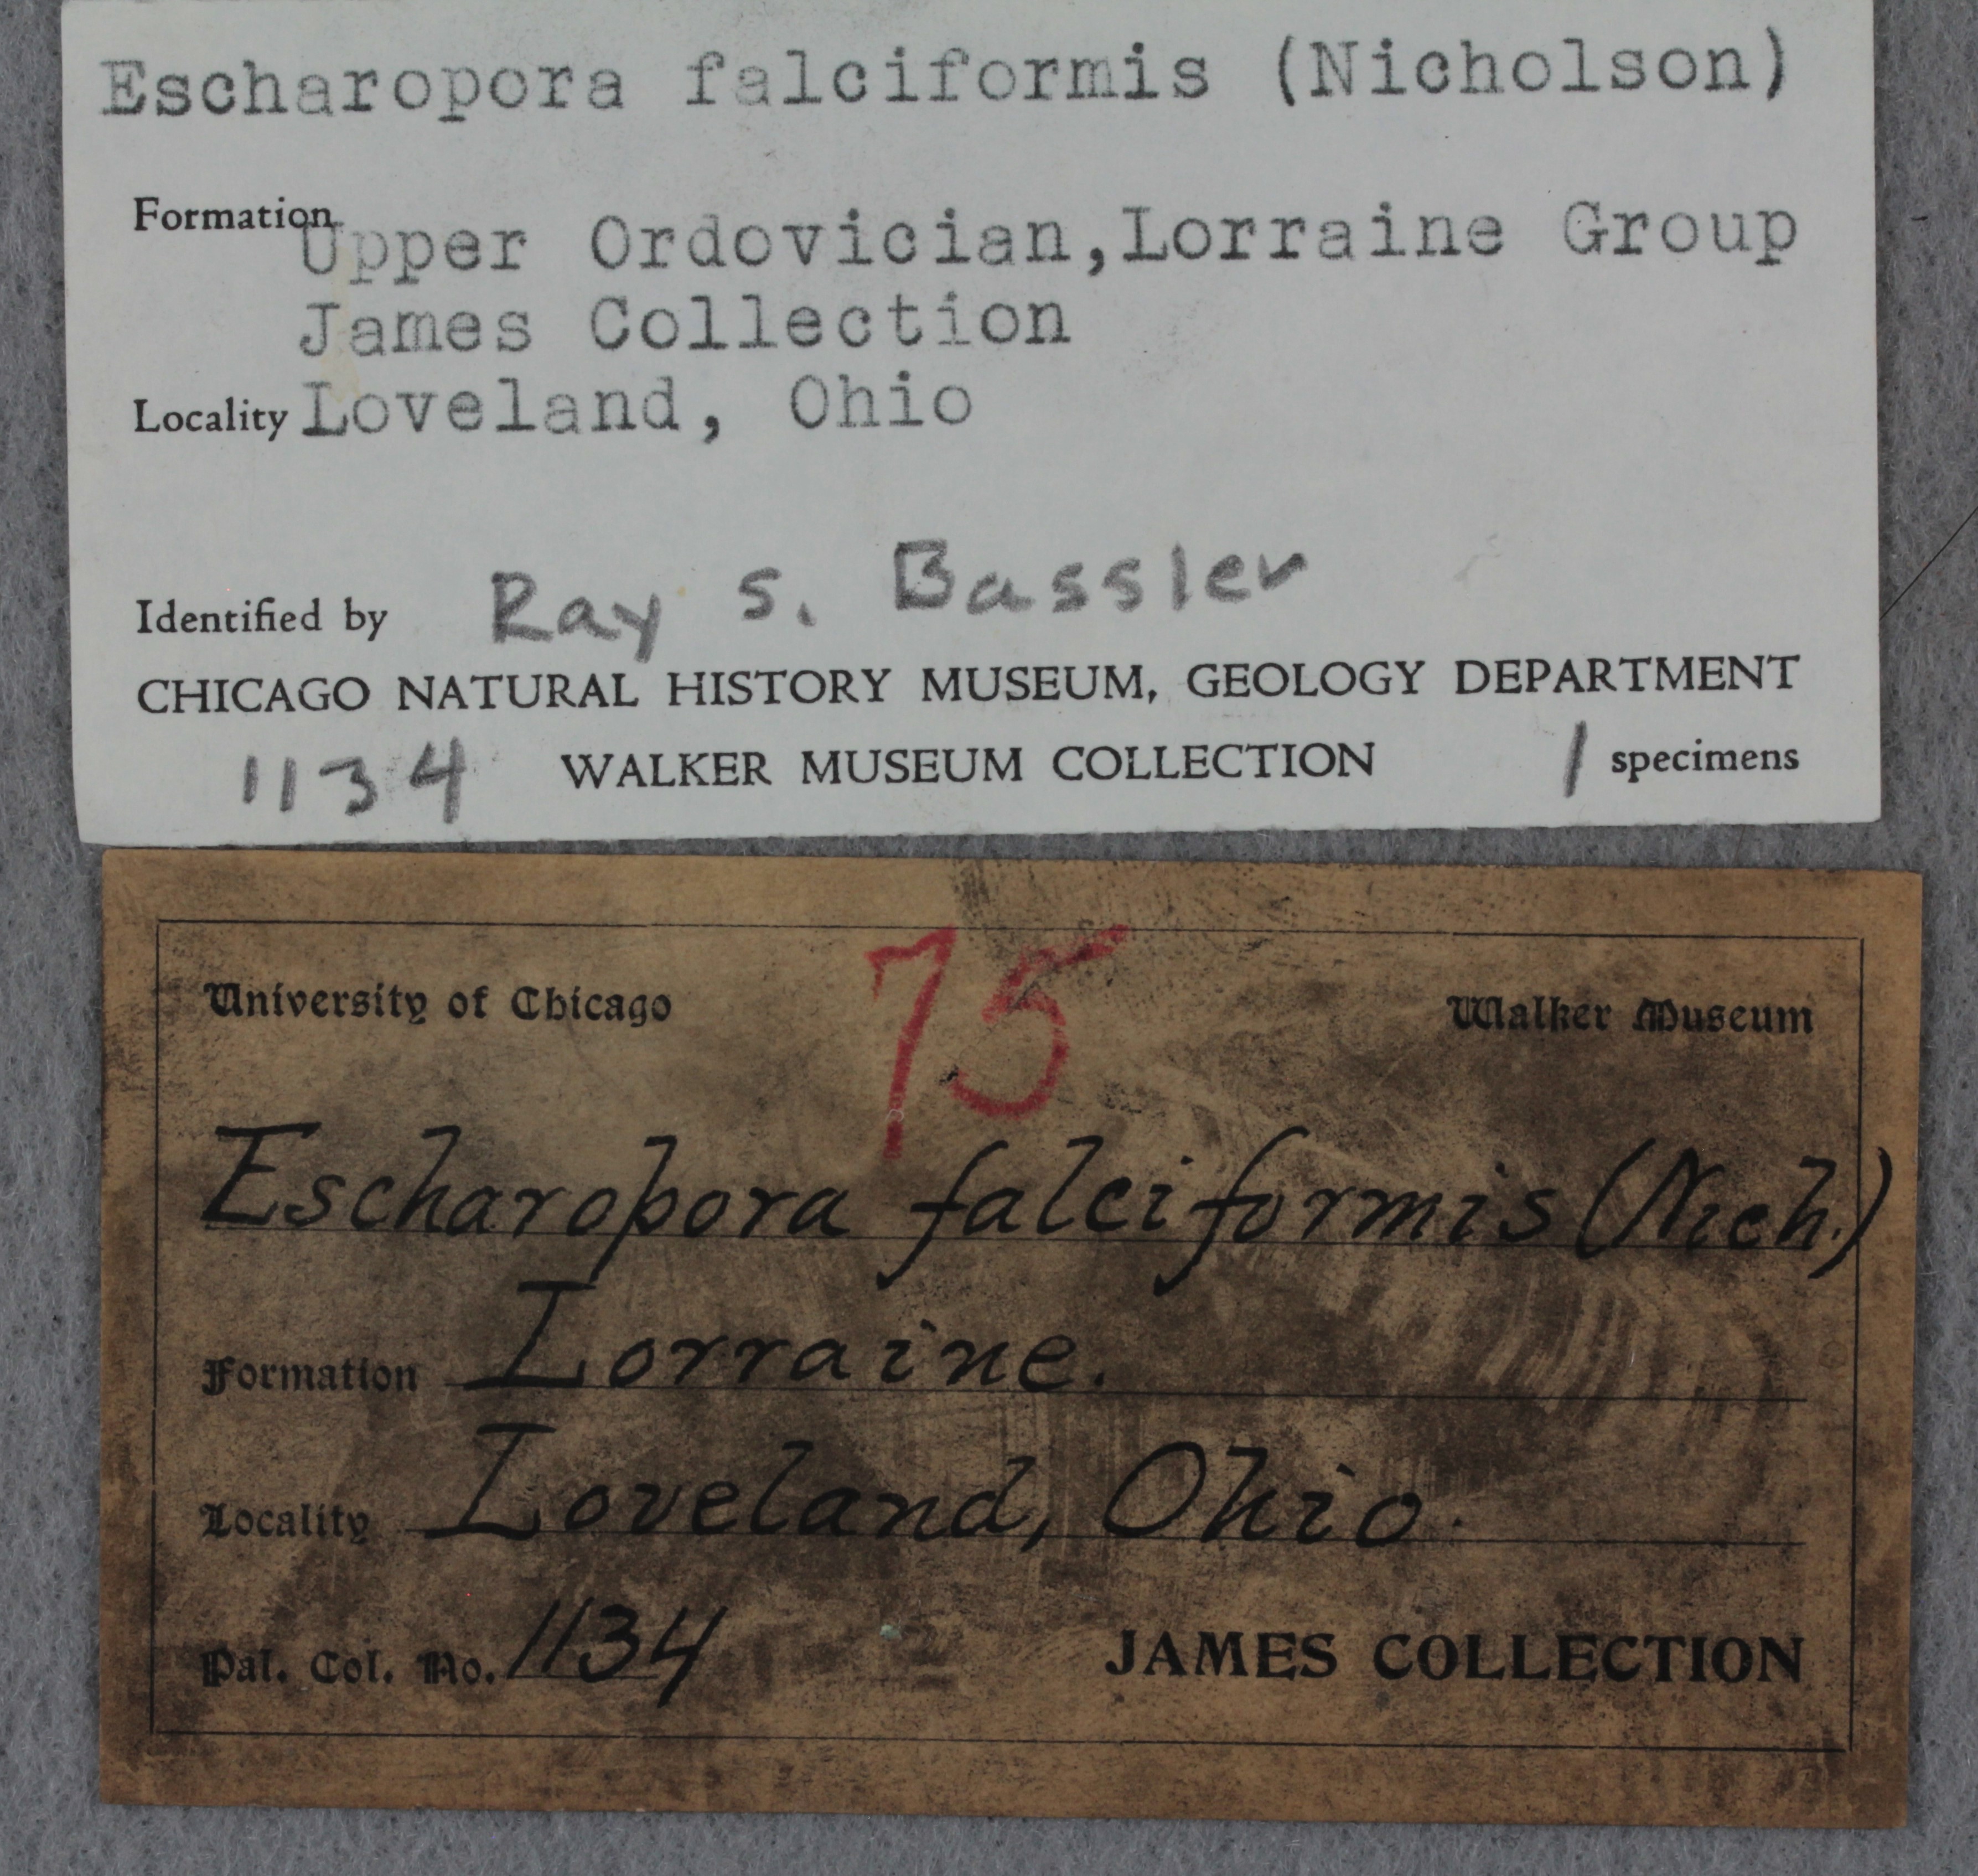 Escharopora falciformis (Nicholson)
Formation Upper Ordovician, Lorraine Group
James Collection
Locality Loveland, Ohio
Identified by Ray S. Bassler
CHICAGO NATURAL HISTORY MUSEUM, GEOLOGY DEPARTMENT
1134 WALKER MUSEUM COLLECTION 1 specimens
75
University of Chicago Walker Museum
Escharopora falciformis (Nich.)
Formation Lorraine.
Locality Loveland, Ohio.
Pal. Col. No. 1134 JAMES COLLECTION